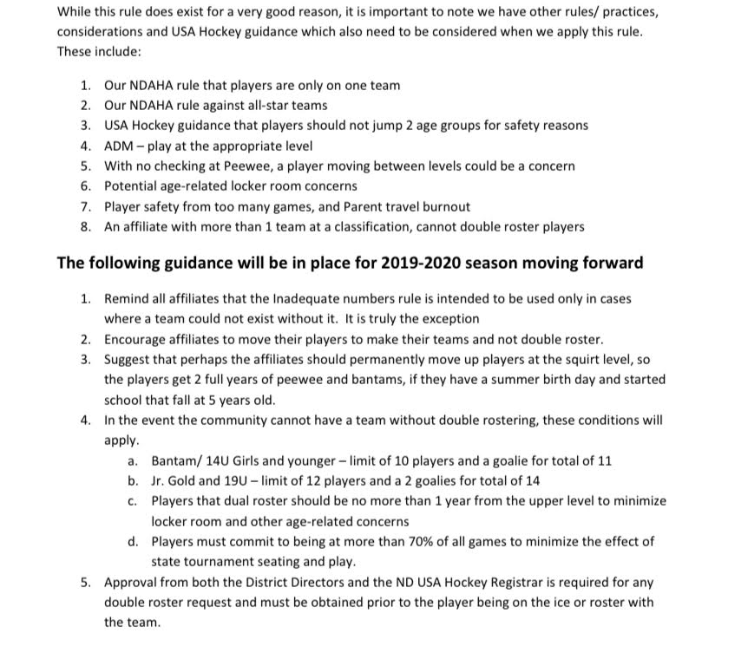 While this rule does exist for a very good reason, it is important to note we have other rules/ practices,
considerations and USA Hockey guidance which also need to be considered when we apply this rule.
These include:
1. Our NDAHA rule that players are only on one team
2. Our NDAHA rule against all-star teams
3. USA Hockey guidance that players should not jump 2 age groups for safety reasons
4. ADM – play at the appropriate level
5. With no checking at Peewee, a player moving between levels could be a concern
6. Potential age-related locker room concerns
7. Player safety from too many games, and Parent travel burnout
8. An affiliate with more than 1 team at a classification, cannot double roster players
The following guidance will be in place for 2019-2020 season moving forward
1. Remind all affiliates that the Inadequate numbers rule is intended to be used only in cases
where a team could not exist without it. It is truly the exception
2. Encourage affiliates to move their players to make their teams and not double roster.
3. Suggest that perhaps the affiliates should permanently move up players at the squirt level, so
the players get 2 full years of peewee and bantams, if they have a summer birth day and started
school that fall at 5 years old.
4. In the event the community cannot have a team without double rostering, these conditions will
apply.
a. Bantam/ 14U Girls and younger – limit of 10 players and a goalie for total of 11
b. Jr. Gold and 19U – limit of 12 players and a 2 goalies for total of 14
c. Players that dual roster should be no more than 1 year from the upper level to minimize
locker room and other age-related concerns
d. Players must commit to being at more than 70% of all games to minimize the effect of
state tournament seating and play.
5. Approval from both the District Directors and the ND USA Hockey Registrar is required for any
double roster request and must be obtained prior to the player being on the ice or roster with
the team.